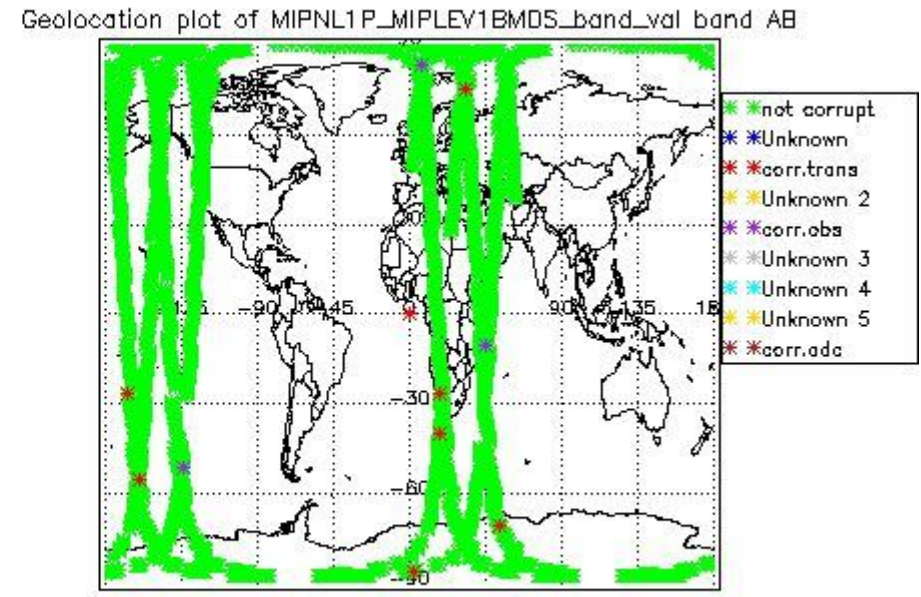 Geolocation plot of MIPNL1P_MIPLEV1BMDS_band_val band AB
not corrupt
Unknown
corr.trans
Unknown 2
corr.obs
Unknown 3
Unknown 4
Unknown 5
corr.adc
-90 -45 90 135
-30
-60
-90